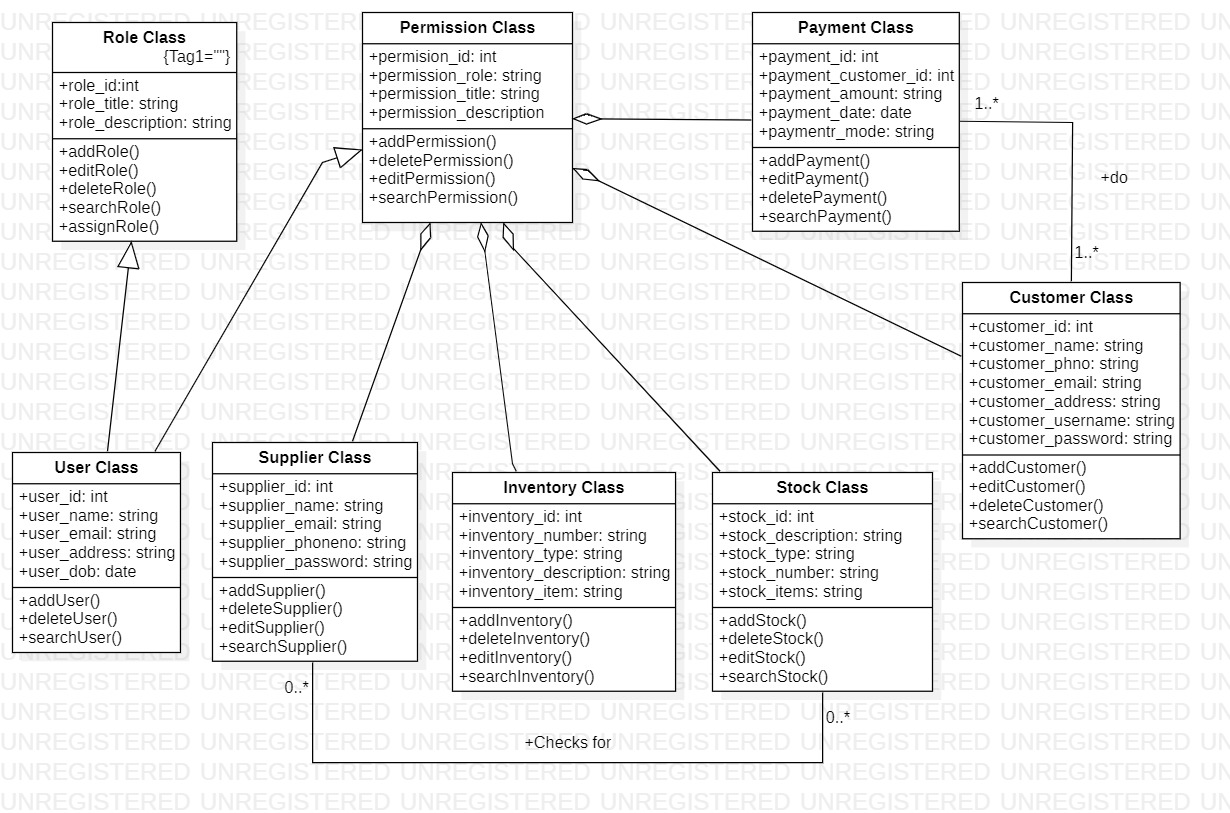 Role Class
{Tag1=""}
+role_id:int
+role_title: string
+role_description: string
+addRole()
+editRole()
+deleteRole()
+searchRole()
+assignRole()
Permission Class
+permision_id: int
+permission_role: string
+permission_title: string
+permission_description
+addPermission()
+deletePermission()
+editPermission()
+searchPermission()
Payment Class
+payment_id: int
+payment_customer_id: int
+payment_amount: string
+payment_date: date
+paymentr_mode: string
+addPayment()
+editPayment()
+deletePayment()
+searchPayment()
1..*
+do
1..*
Customer Class
+customer_id: int
+customer_name: string
+customer_phno: string
+customer_email: string
+customer_address: string
+customer_username: string
+customer_password: string
+addCustomer()
+editCustomer()
+deleteCustomer()
+searchCustomer()
User Class
+user_id: int
+user_name: string
+user_email: string
+user_address: string
+user_dob: date
+addUser()
+deleteUser()
+searchUser()
Supplier Class
+supplier_id: int
+supplier_name: string
+supplier_email: string
+supplier_phoneno: string
+supplier_password: string
+addSupplier()
+deleteSupplier()
+editSupplier()
+searchSupplier()
Inventory Class
+inventory_id: int
+inventory_number: string
+inventory_type: string
+inventory_description: string
+inventory_item: string
+addInventory()
+deleteInventory()
+editInventory()
+searchInventory()
Stock Class
+stock_id: int
+stock_description: string
+stock_type: string
+stock_number: string
+stock_items: string
+addStock()
+deleteStock()
+editStock()
+searchStock()
0..*
0..*
+Checks for
UNREGISTERED